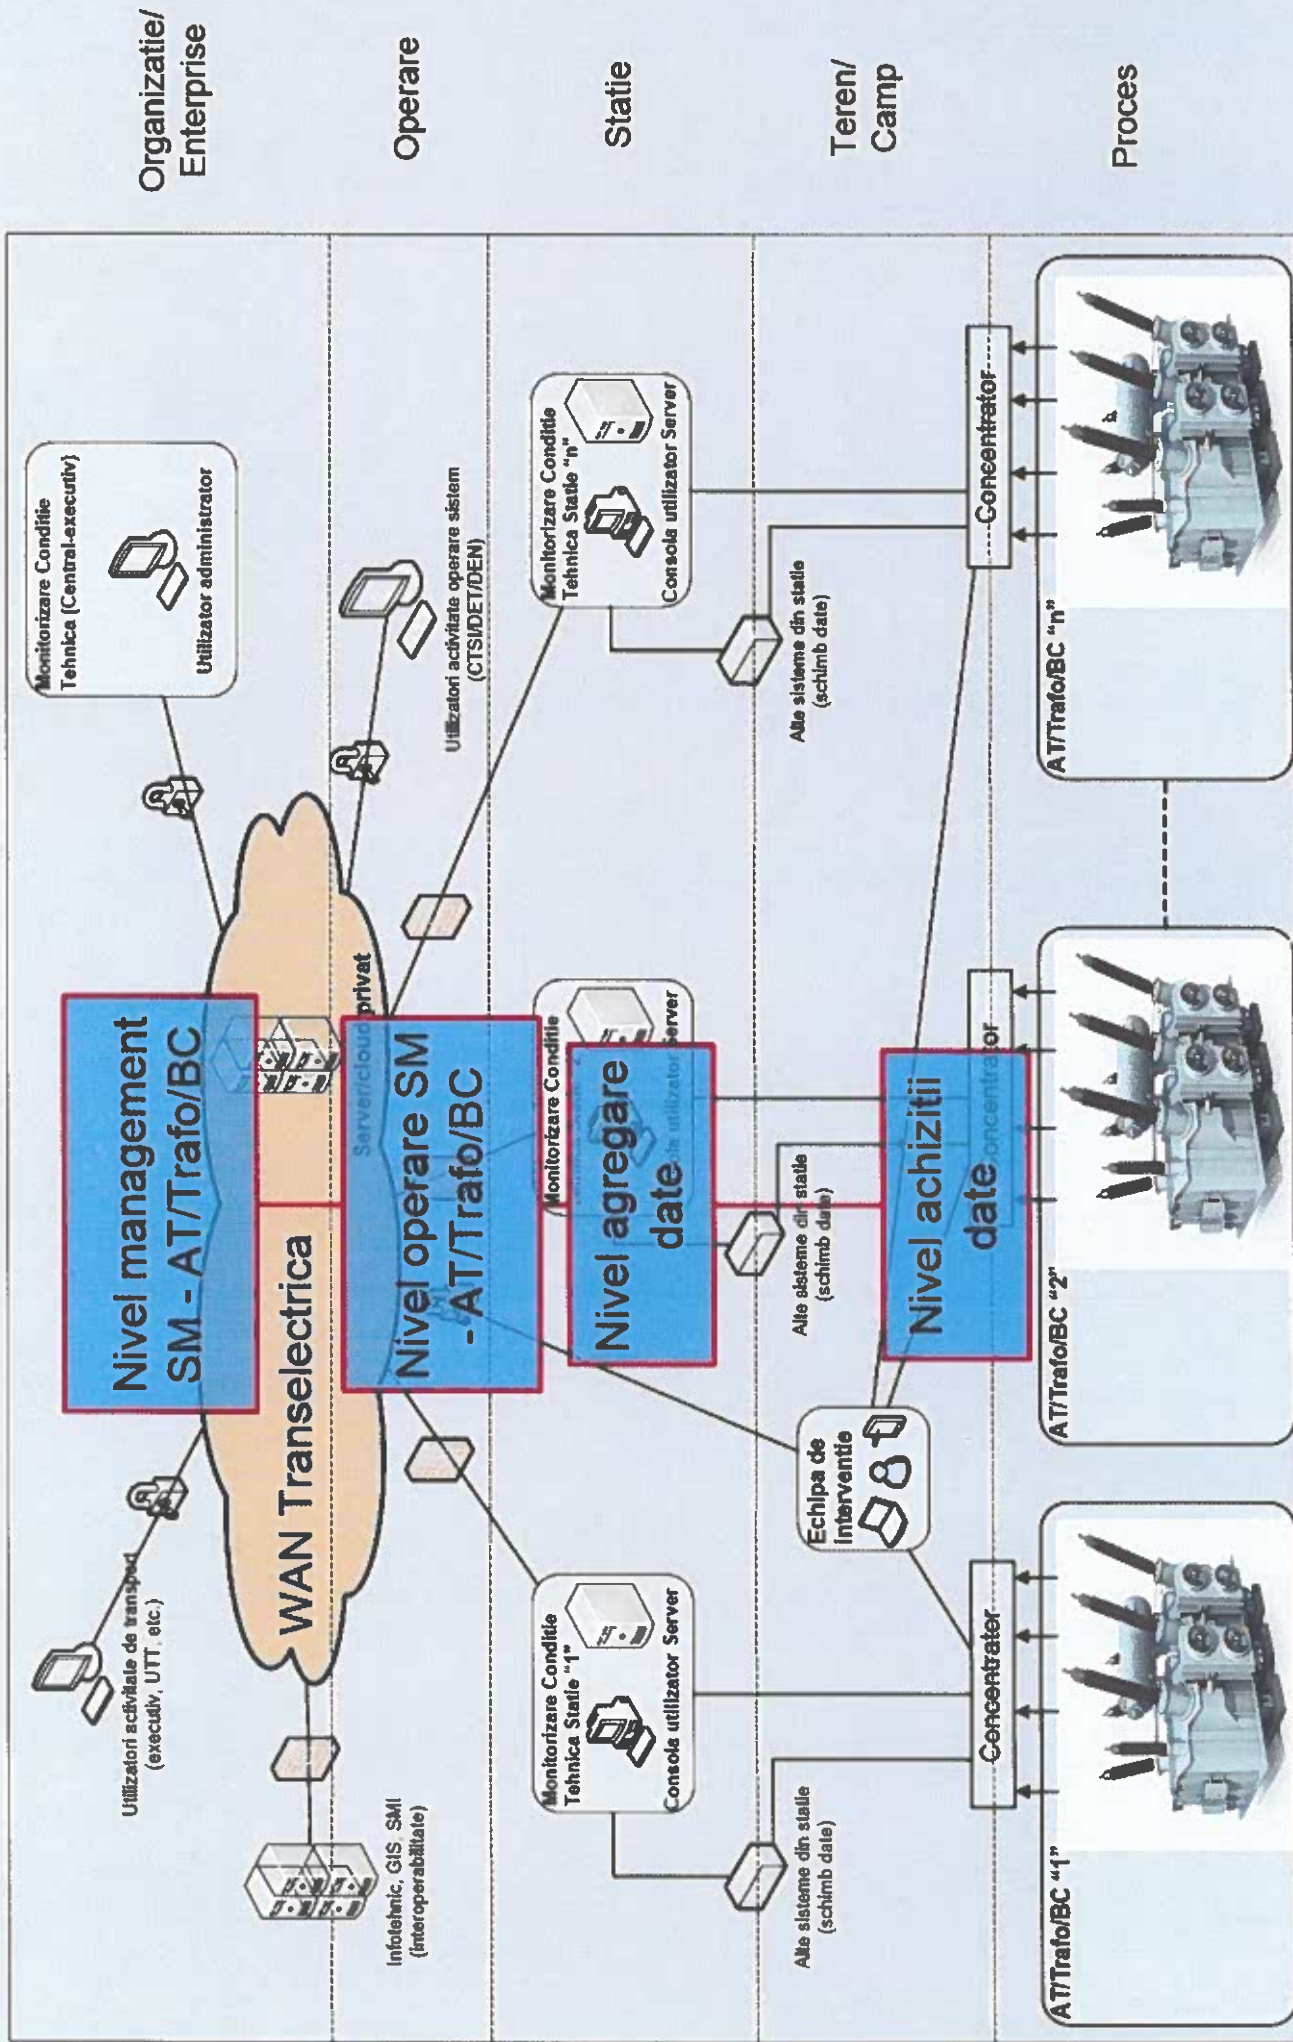 Organizatie/
Enterprise
Operare
Statie
Teren/
Camp
Proces
Utilizatori activitate de transport
(executiv, UTT, etc.)
Infotehnic, GIS, SMI
(interoperabilitate)
WAN Transelectrica
Nivel management
SM - AT/Trafo/BC
Monitorizare Conditie
Tehnica (Central-executiv)
Utilizator administrator
Server/cloud privat
Nivel operare SM
- AT/Trafo/BC
Utilizatori activitate operare sistem
(CTSI/DET/DEN)
Monitorizare Conditie
Tehnica Statie "1"
Consola utilizator Server
Monitorizare Conditie
utilizator Server
Nivel agregare
date
Monitorizare Conditie
Tehnica Statie "n"
Consola utilizator Server
Alte sisteme din statie
(schimb date)
Alte sisteme din statie
(schimb date)
Alte sisteme din statie
(schimb date)
Echipa de
interventie
Nivel achizitii
date
Concentrator
Concentrator
Concentrator
AT/Trafo/BC "1"
AT/Trafo/BC "2"
AT/Trafo/BC "n"